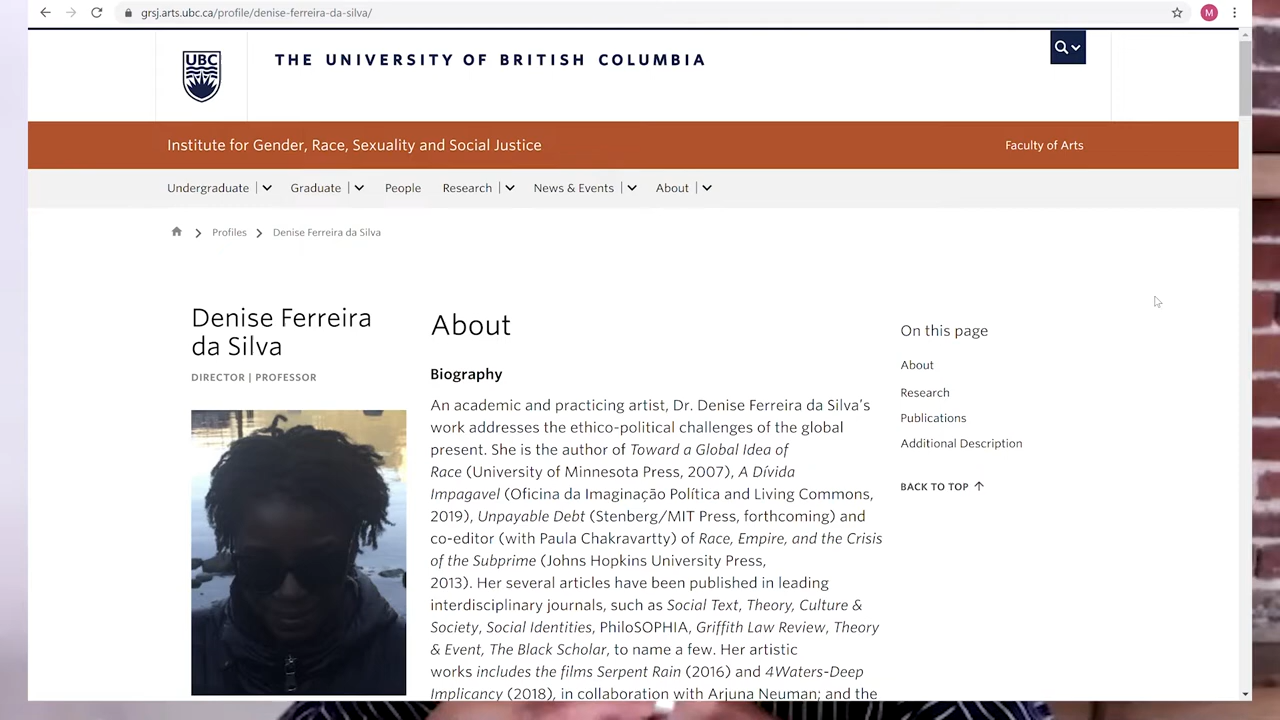 grsj.arts.ubc.ca/profile/denise-ferreira-da-silva/
M
UBC
THE UNIVERSITY OF BRITISH COLUMBIA
Institute for Gender, Race, Sexuality and Social Justice
Faculty of Arts
Undergraduate
Graduate
People
Research
News & Events
About
Profiles
Denise Ferreira da Silva
Denise Ferreira
da Silva
DIRECTOR | PROFESSOR
About
Biography
An academic and practicing artist, Dr. Denise Ferreira da Silva’s
work addresses the ethico-political challenges of the global
present. She is the author of Toward a Global Idea of
Race (University of Minnesota Press, 2007), A Dívida
Impagavel (Oficina da Imaginação Política and Living Commons,
2019), Unpayable Debt (Stenberg/MIT Press, forthcoming) and
co-editor (with Paula Chakravartty) of Race, Empire, and the Crisis
of the Subprime (Johns Hopkins University Press,
2013). Her several articles have been published in leading
interdisciplinary journals, such as Social Text, Theory, Culture &
Society, Social Identities, PhiloSOPHIA, Griffith Law Review, Theory
& Event, The Black Scholar, to name a few. Her artistic
works includes the films Serpent Rain (2016) and 4Waters-Deep
Implicancy (2018), in collaboration with Arjuna Neuman; and the
On this page
About
Research
Publications
Additional Description
BACK TO TOP